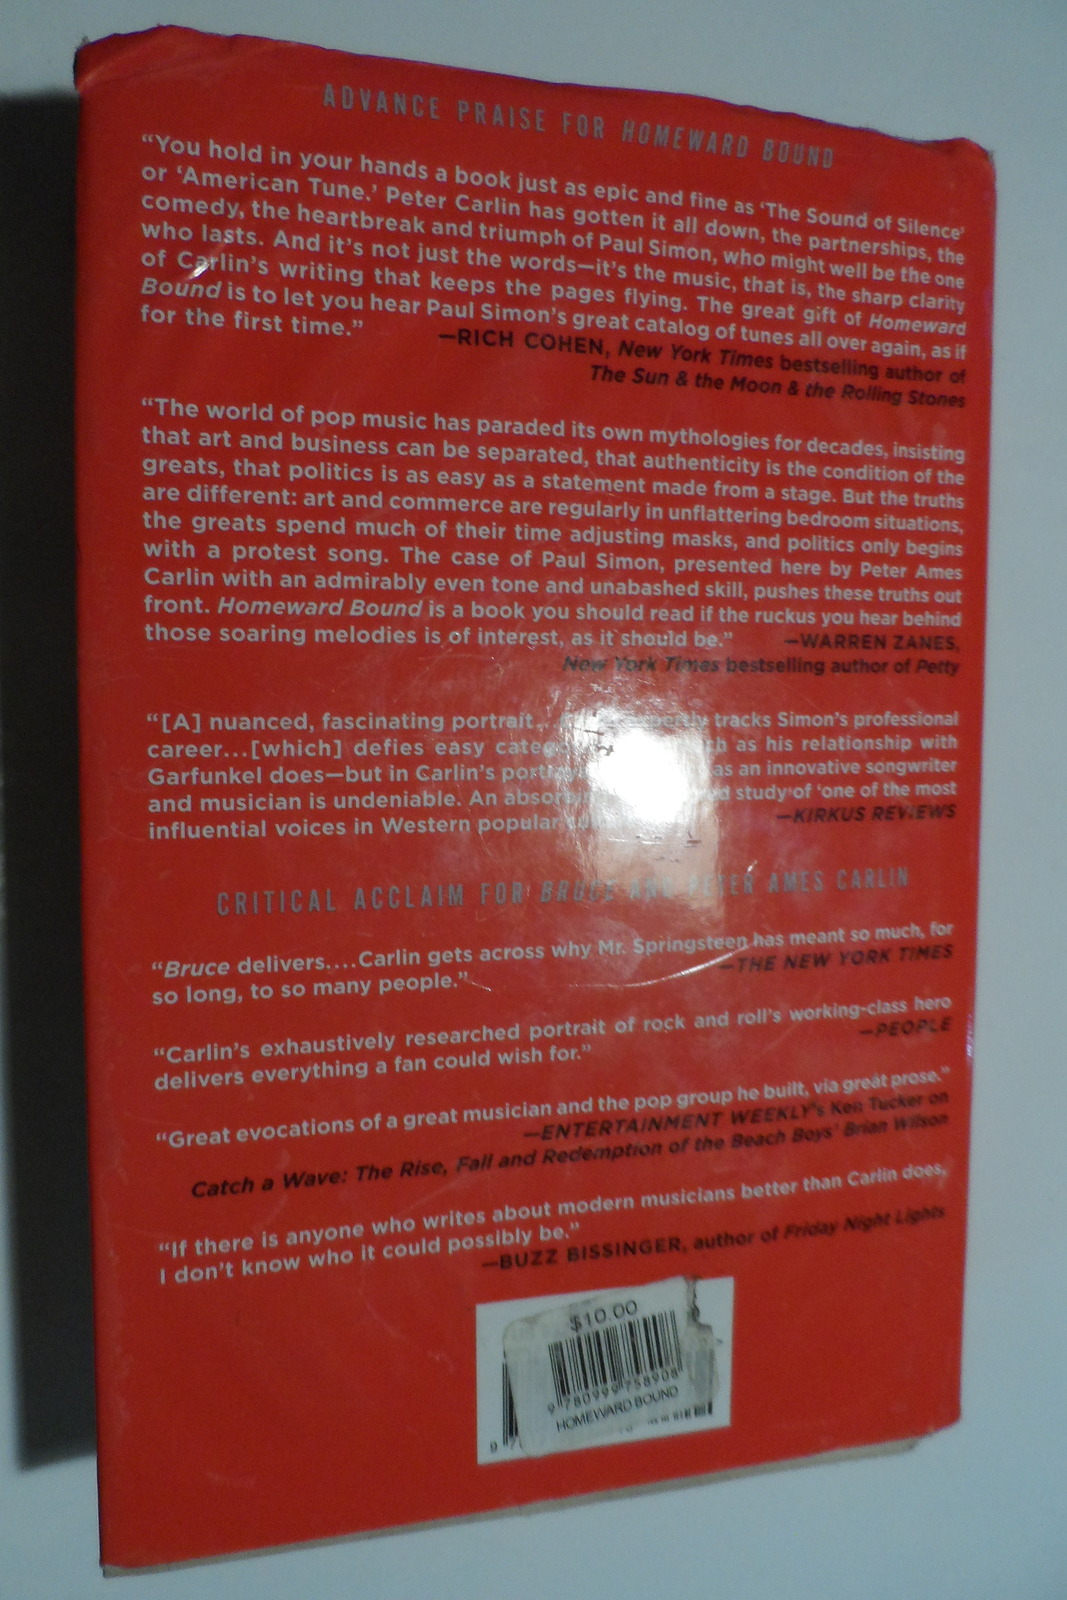 ADVANCE PRAISE FOR HOMEWARD BOUND
“You hold in your hands a book just as epic and fine as ‘The Sound of Silence’
or ‘American Tune.’ Peter Carlin has gotten it all down, the partnerships, the
comedy, the heartbreak and triumph of Paul Simon, who might well be the one
who lasts. And it’s not just the words—it’s the music, that is, the sharp clarity
of Carlin’s writing that keeps the pages flying. The great gift of Homeward
Bound is to let you hear Paul Simon’s great catalog of tunes all over again, as if
for the first time.”
—RICH COHEN, New York Times bestselling author of
The Sun & the Moon & the Rolling Stones
“The world of pop music has paraded its own mythologies for decades, insisting
that art and business can be separated, that authenticity is the condition of the
greats, that politics is as easy as a statement made from a stage. But the truths
are different: art and commerce are regularly in unflattering bedroom situations,
the greats spend much of their time adjusting masks, and politics only begins
with a protest song. The case of Paul Simon, presented here by Peter Ames
Carlin with an admirably even tone and unabashed skill, pushes these truths out
front. Homeward Bound is a book you should read if the ruckus you hear behind
those soaring melodies is of interest, as it should be.” —WARREN ZANES,
New York Times bestselling author of Petty
“[A] nuanced, fascinating portrait. tracks Simon’s professional
career...[which] defies easy as his relationship with
Garfunkel does—but in Carlin’s as an innovative songwriter
and musician is undeniable. An study of ‘one of the most
influential voices in Western popular
—KIRKUS REVIEWS
CRITICAL ACCLAIM FOR BRUCE AND PETER AMES CARLIN
“Bruce delivers....Carlin gets across why Mr. Springsteen has meant so much, for
so long, to so many people.”
—THE NEW YORK TIMES
“Carlin’s exhaustively researched portrait of rock and roll’s working-class hero
delivers everything a fan could wish for.”
—PEOPLE
“Great evocations of a great musician and the pop group he built, via great prose.”
—ENTERTAINMENT WEEKLY’s Ken Tucker on
Catch a Wave: The Rise, Fall and Redemption of the Beach Boys’ Brian Wilson
“If there is anyone who writes about modern musicians better than Carlin does,
I don’t know who it could possibly be.”
—BUZZ BISSINGER, author of Friday Night Lights
$10.00
9 780999 758908
HOMEWARD BOUND